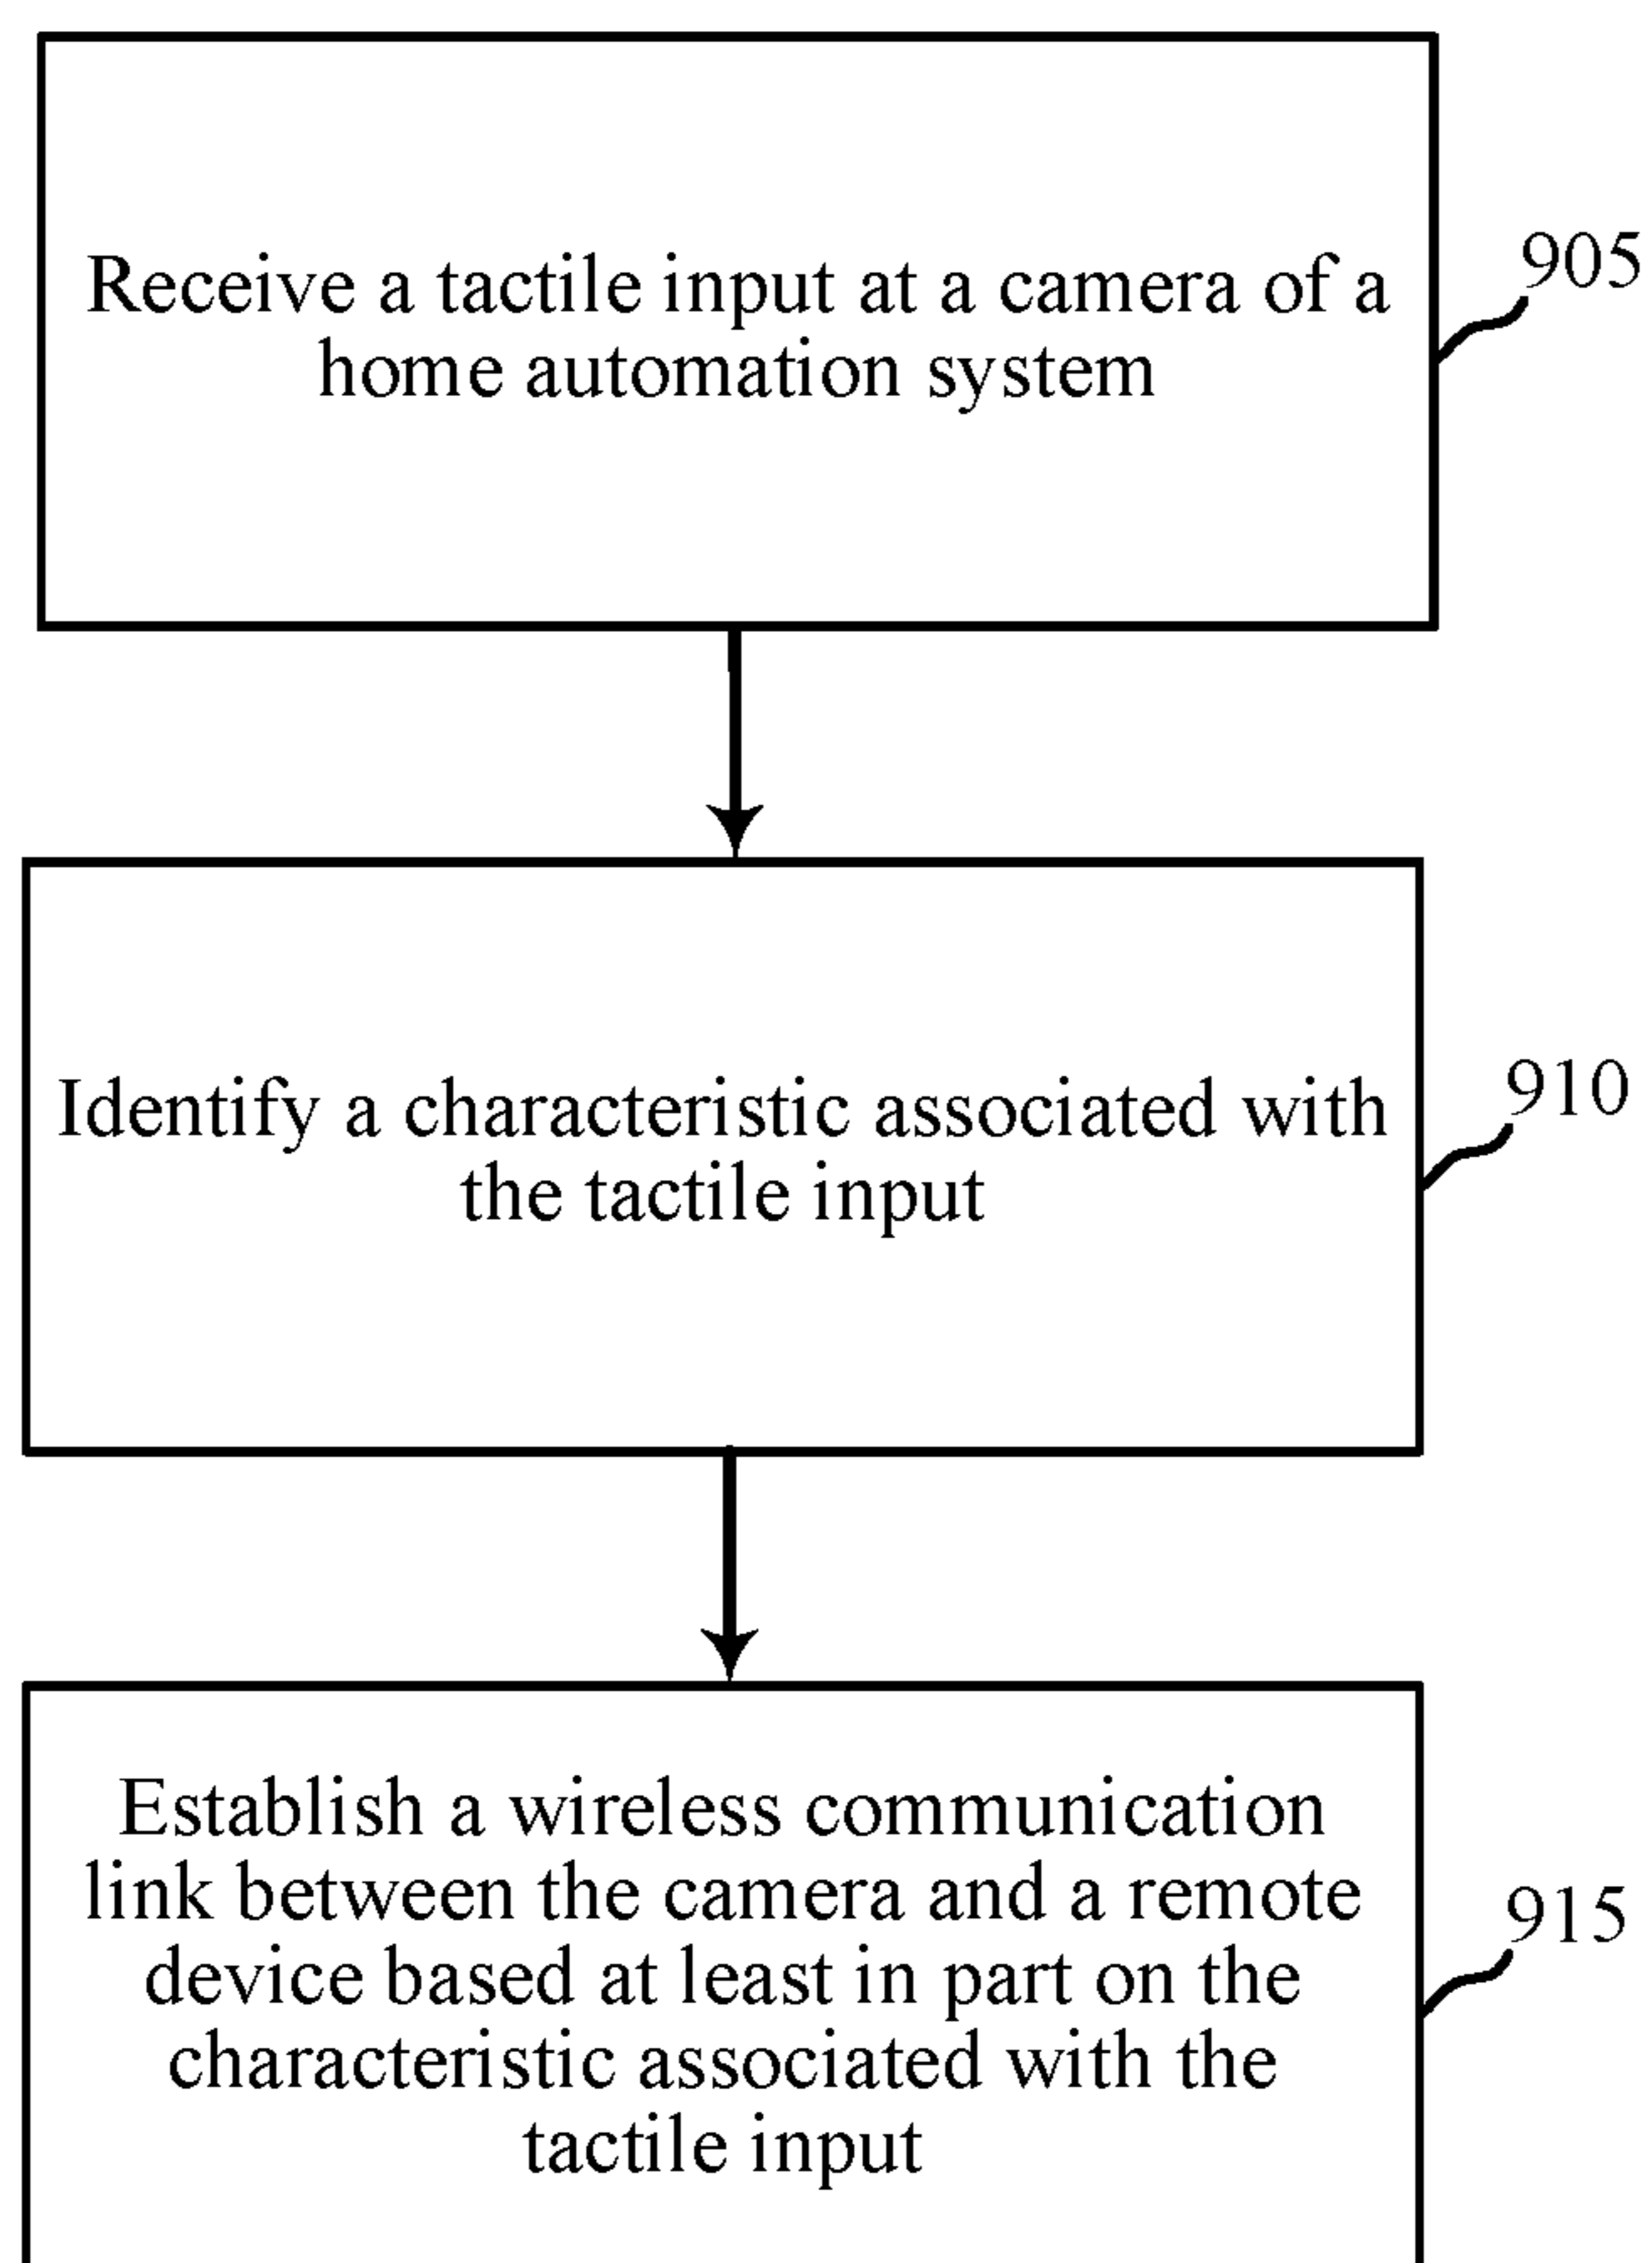 Receive a tactile input at a camera of a
home automation system
905
Identify a characteristic associated with
the tactile input
910
Establish a wireless communication
link between the camera and a remote
device based at least in part on the
characteristic associated with the
tactile input
915